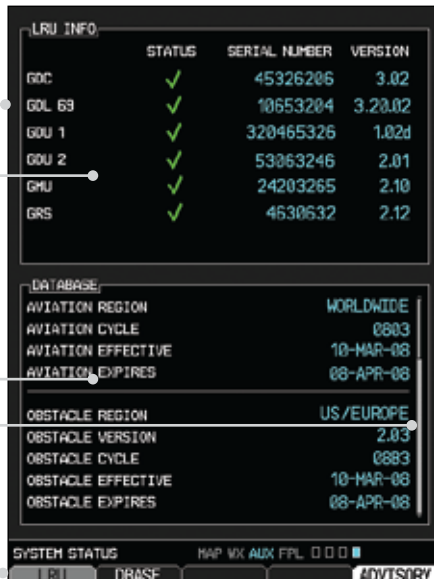 LRU INFO
STATUS SERIAL NUMBER VERSION
GDC 45326206 3.02
GDL 69 10653204 3.20.02
GDU 1 320465326 1.02d
GDU 2 53063246 2.01
GMU 24203265 2.10
GRS 4630632 2.12
DATABASE
AVIATION REGION WORLDWIDE
AVIATION CYCLE 0803
AVIATION EFFECTIVE 10-MAR-08
AVIATION EXPIRES 08-APR-08
OBSTACLE REGION US/EUROPE
OBSTACLE VERSION 2.03
OBSTACLE CYCLE 08B3
OBSTACLE EFFECTIVE 10-MAR-08
OBSTACLE EXPIRES 08-APR-08
SYSTEM STATUS MAP WX AUX FPL
LRU DBASE ADVISORY